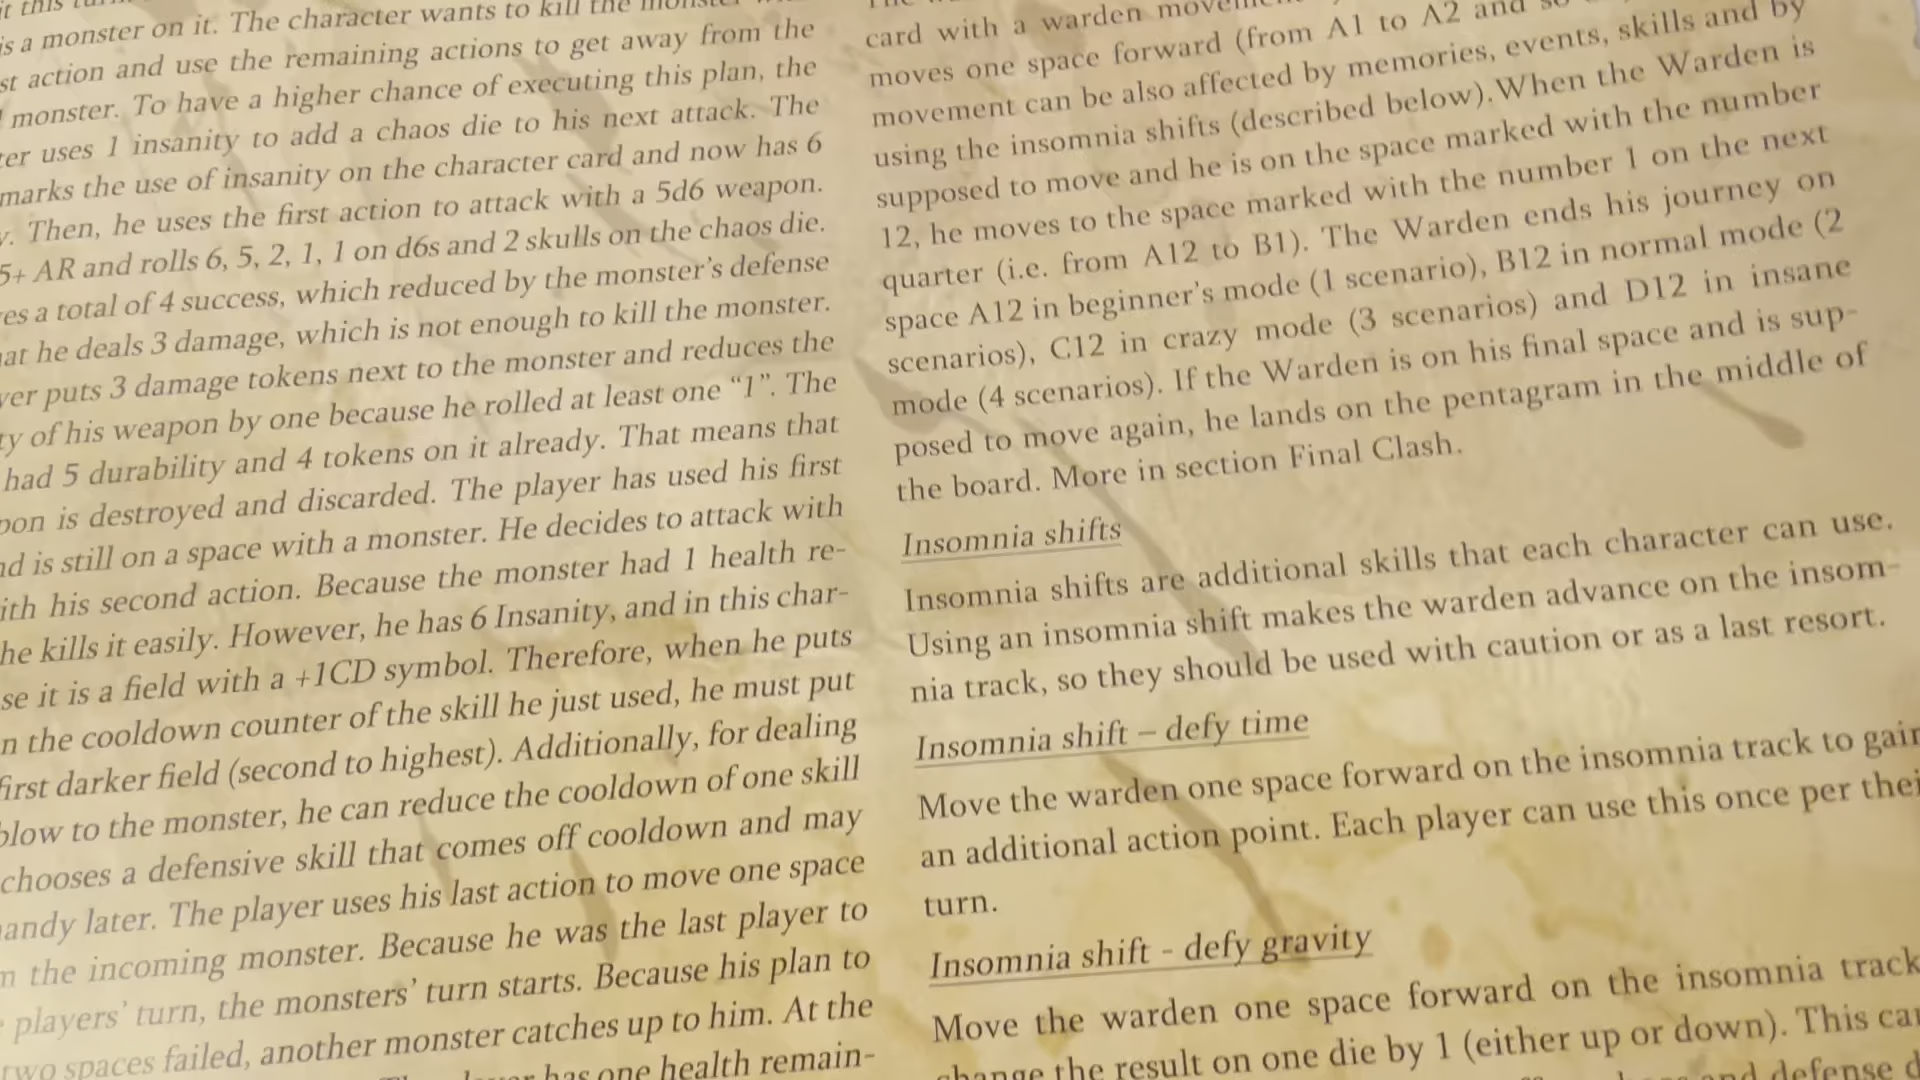 is a monster on it. The character wants to kill the
st action and use the remaining actions to get away from the
monster. To have a higher chance of executing this plan, the
er uses 1 insanity to add a chaos die to his next attack. The
marks the use of insanity on the character card and now has 6
Then, he uses the first action to attack with a 5d6 weapon.
5+ AR and rolls 6, 5, 2, 1, 1 on d6s and 2 skulls on the chaos die.
es a total of 4 success, which reduced by the monster's defense
at he deals 3 damage, which is not enough to kill the monster.
yer puts 3 damage tokens next to the monster and reduces the
ty of his weapon by one because he rolled at least one “1”. The
had 5 durability and 4 tokens on it already. That means that
pon is destroyed and discarded. The player has used his first
nd is still on a space with a monster. He decides to attack with
ith his second action. Because the monster had 1 health re-
he kills it easily. However, he has 6 Insanity, and in this char-
se it is a field with a +1CD symbol. Therefore, when he puts
n the cooldown counter of the skill he just used, he must put
first darker field (second to highest). Additionally, for dealing
blow to the monster, he can reduce the cooldown of one skill
chooses a defensive skill that comes off cooldown and may
andy later. The player uses his last action to move one space
m the incoming monster. Because he was the last player to
players' turn, the monsters' turn starts. Because his plan to
two spaces failed, another monster catches up to him. At the
has one health remain-
card with a warden
moves one space forward (from A1 to A2 and so
movement can be also affected by memories, events, skills and by
using the insomnia shifts (described below).When the Warden is
supposed to move and he is on the space marked with the number
12, he moves to the space marked with the number 1 on the next
quarter (i.e. from A12 to B1). The Warden ends his journey on
space A12 in beginner's mode (1 scenario), B12 in normal mode (2
scenarios), C12 in crazy mode (3 scenarios) and D12 in insane
mode (4 scenarios). If the Warden is on his final space and is sup-
posed to move again, he lands on the pentagram in the middle of
the board. More in section Final Clash.
Insomnia shifts
Insomnia shifts are additional skills that each character can use.
Using an insomnia shift makes the warden advance on the insom-
nia track, so they should be used with caution or as a last resort.
Insomnia shift – defy time
Move the warden one space forward on the insomnia track to gain
an additional action point. Each player can use this once per thei
turn.
Insomnia shift - defy gravity
Move the warden one space forward on the insomnia track
change the result on one die by 1 (either up or down). This can
and defense d